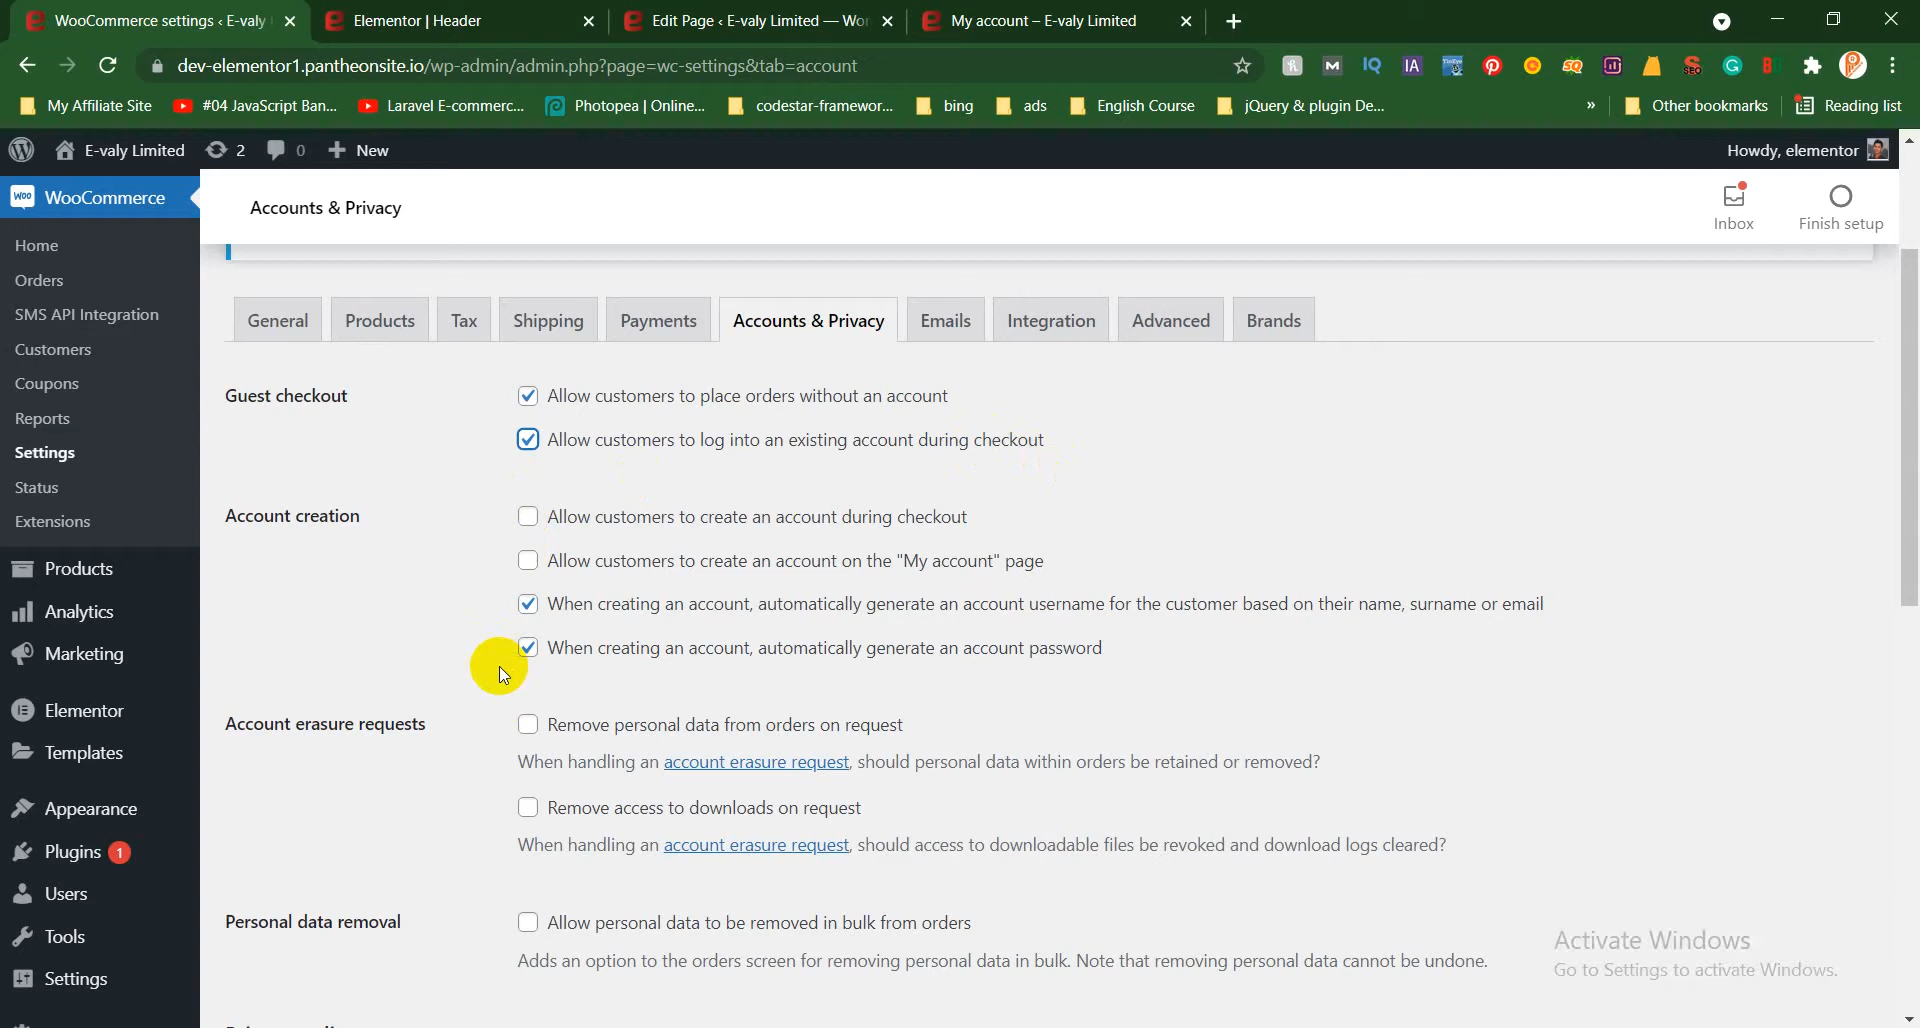 WooCommerce settings ‹ E-valy
Elementor | Header
Edit Page ‹ E-valy Limited — Wo
My account – E-valy Limited
dev-elementor1.pantheonsite.io/wp-admin/admin.php?page=wc-settings&tab=account
My Affiliate Site
#04 JavaScript Ban...
Laravel E-commerc...
Photopea | Online...
codestar-framewor...
bing
ads
English Course
jQuery & plugin De...
»
Other bookmarks
Reading list
E-valy Limited
2
0
New
Howdy, elementor
WooCommerce
Accounts & Privacy
Inbox
Finish setup
Home
Orders
SMS API Integration
Customers
Coupons
Reports
Settings
Status
Extensions
Products
Analytics
Marketing
Elementor
Templates
Appearance
Plugins 1
Users
Tools
Settings
General
Products
Tax
Shipping
Payments
Accounts & Privacy
Emails
Integration
Advanced
Brands
Guest checkout
Allow customers to place orders without an account
Allow customers to log into an existing account during checkout
Account creation
Allow customers to create an account during checkout
Allow customers to create an account on the "My account" page
When creating an account, automatically generate an account username for the customer based on their name, surname or email
When creating an account, automatically generate an account password
Account erasure requests
Remove personal data from orders on request
When handling an account erasure request, should personal data within orders be retained or removed?
Remove access to downloads on request
When handling an account erasure request, should access to downloadable files be revoked and download logs cleared?
Personal data removal
Allow personal data to be removed in bulk from orders
Adds an option to the orders screen for removing personal data in bulk. Note that removing personal data cannot be undone.
Activate Windows
Go to Settings to activate Windows.